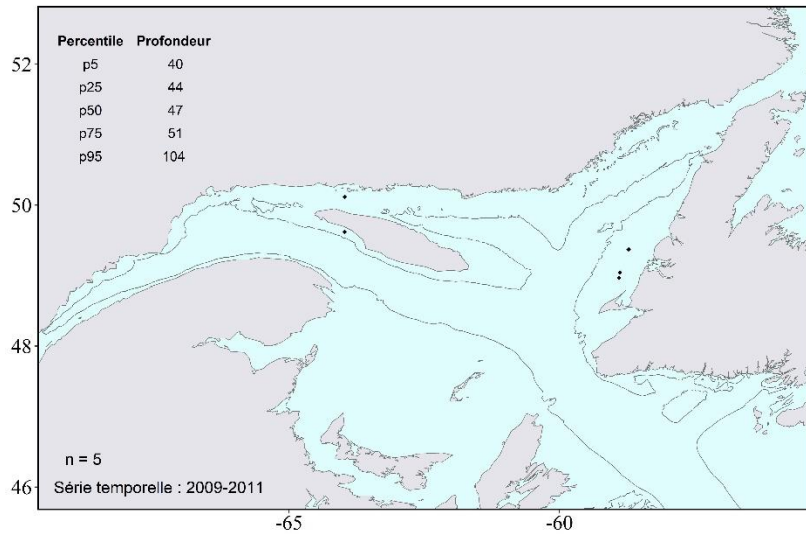 Percentile Profondeur
p5 40
p25 44
p50 47
p75 51
p95 104
52
50
48
46
n = 5
Série temporelle : 2009-2011
-65 -60